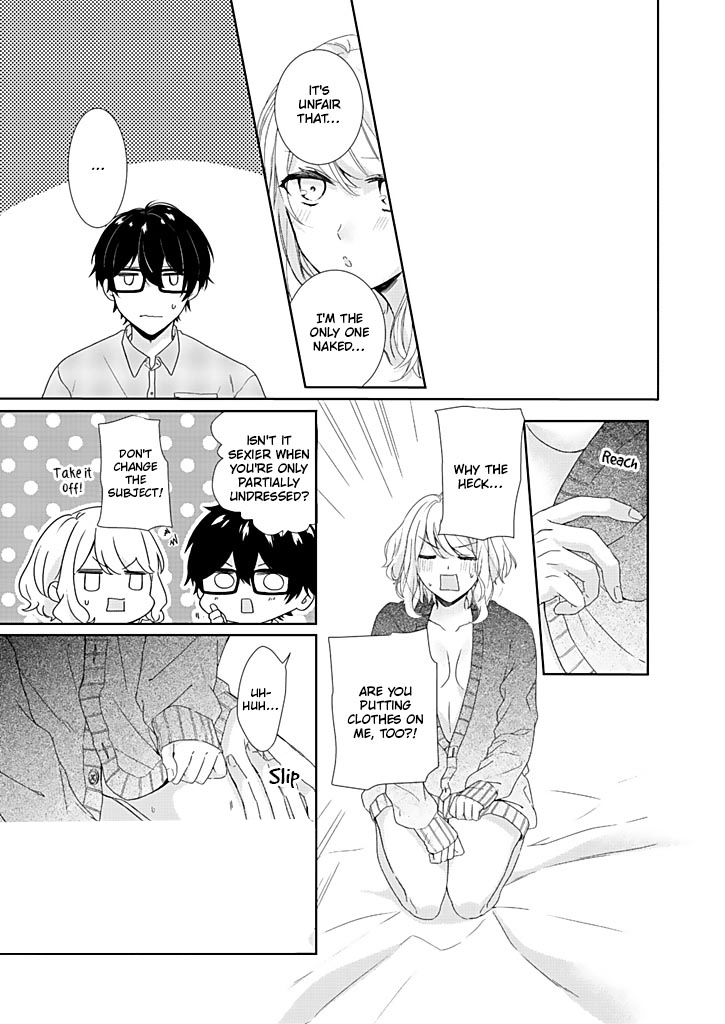 IT'S
UNFAIR
THAT...
I'M THE
ONLY ONE
NAKED...
...
Reach
WHY THE
HECK...
ARE YOU
PUTTING
CLOTHES ON
ME, TOO?!
ISN'T IT
SEXIER WHEN
YOU'RE ONLY
PARTIALLY
UNDRESSED?
DON'T
CHANGE
THE
SUBJECT!
Take it
off!
UH-
HUH...
Slip